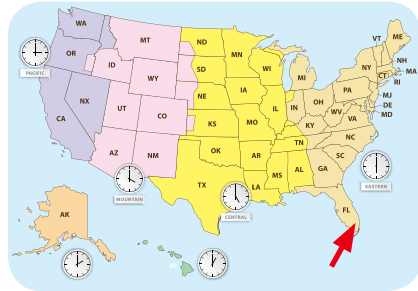 WA
OR
CA
NX
ID
MT
WY
UT
CO
AZ
NM
ND
SD
NE
KS
OK
TX
MN
IA
MO
AR
LA
WI
IL
MS
TN
AL
MI
IN
OH
KY
WV
VA
PA
NY
VT
ME
NH
MA
CT
RI
MJ
DE
MD
NC
SC
GA
FL
AK
PACIFIC
MOUNTAIN
CENTRAL
EASTERN